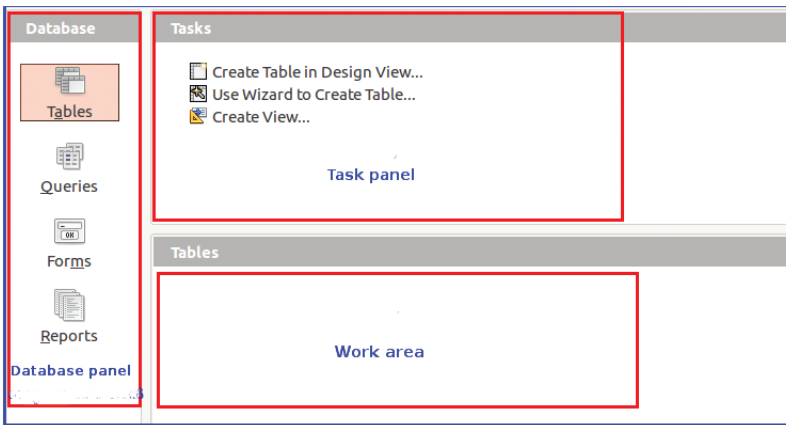 Database
Tables
Queries
Forms
Reports
Database panel
Tasks
Create Table in Design View...
Use Wizard to Create Table...
Create View...
Task panel
Tables
Work area